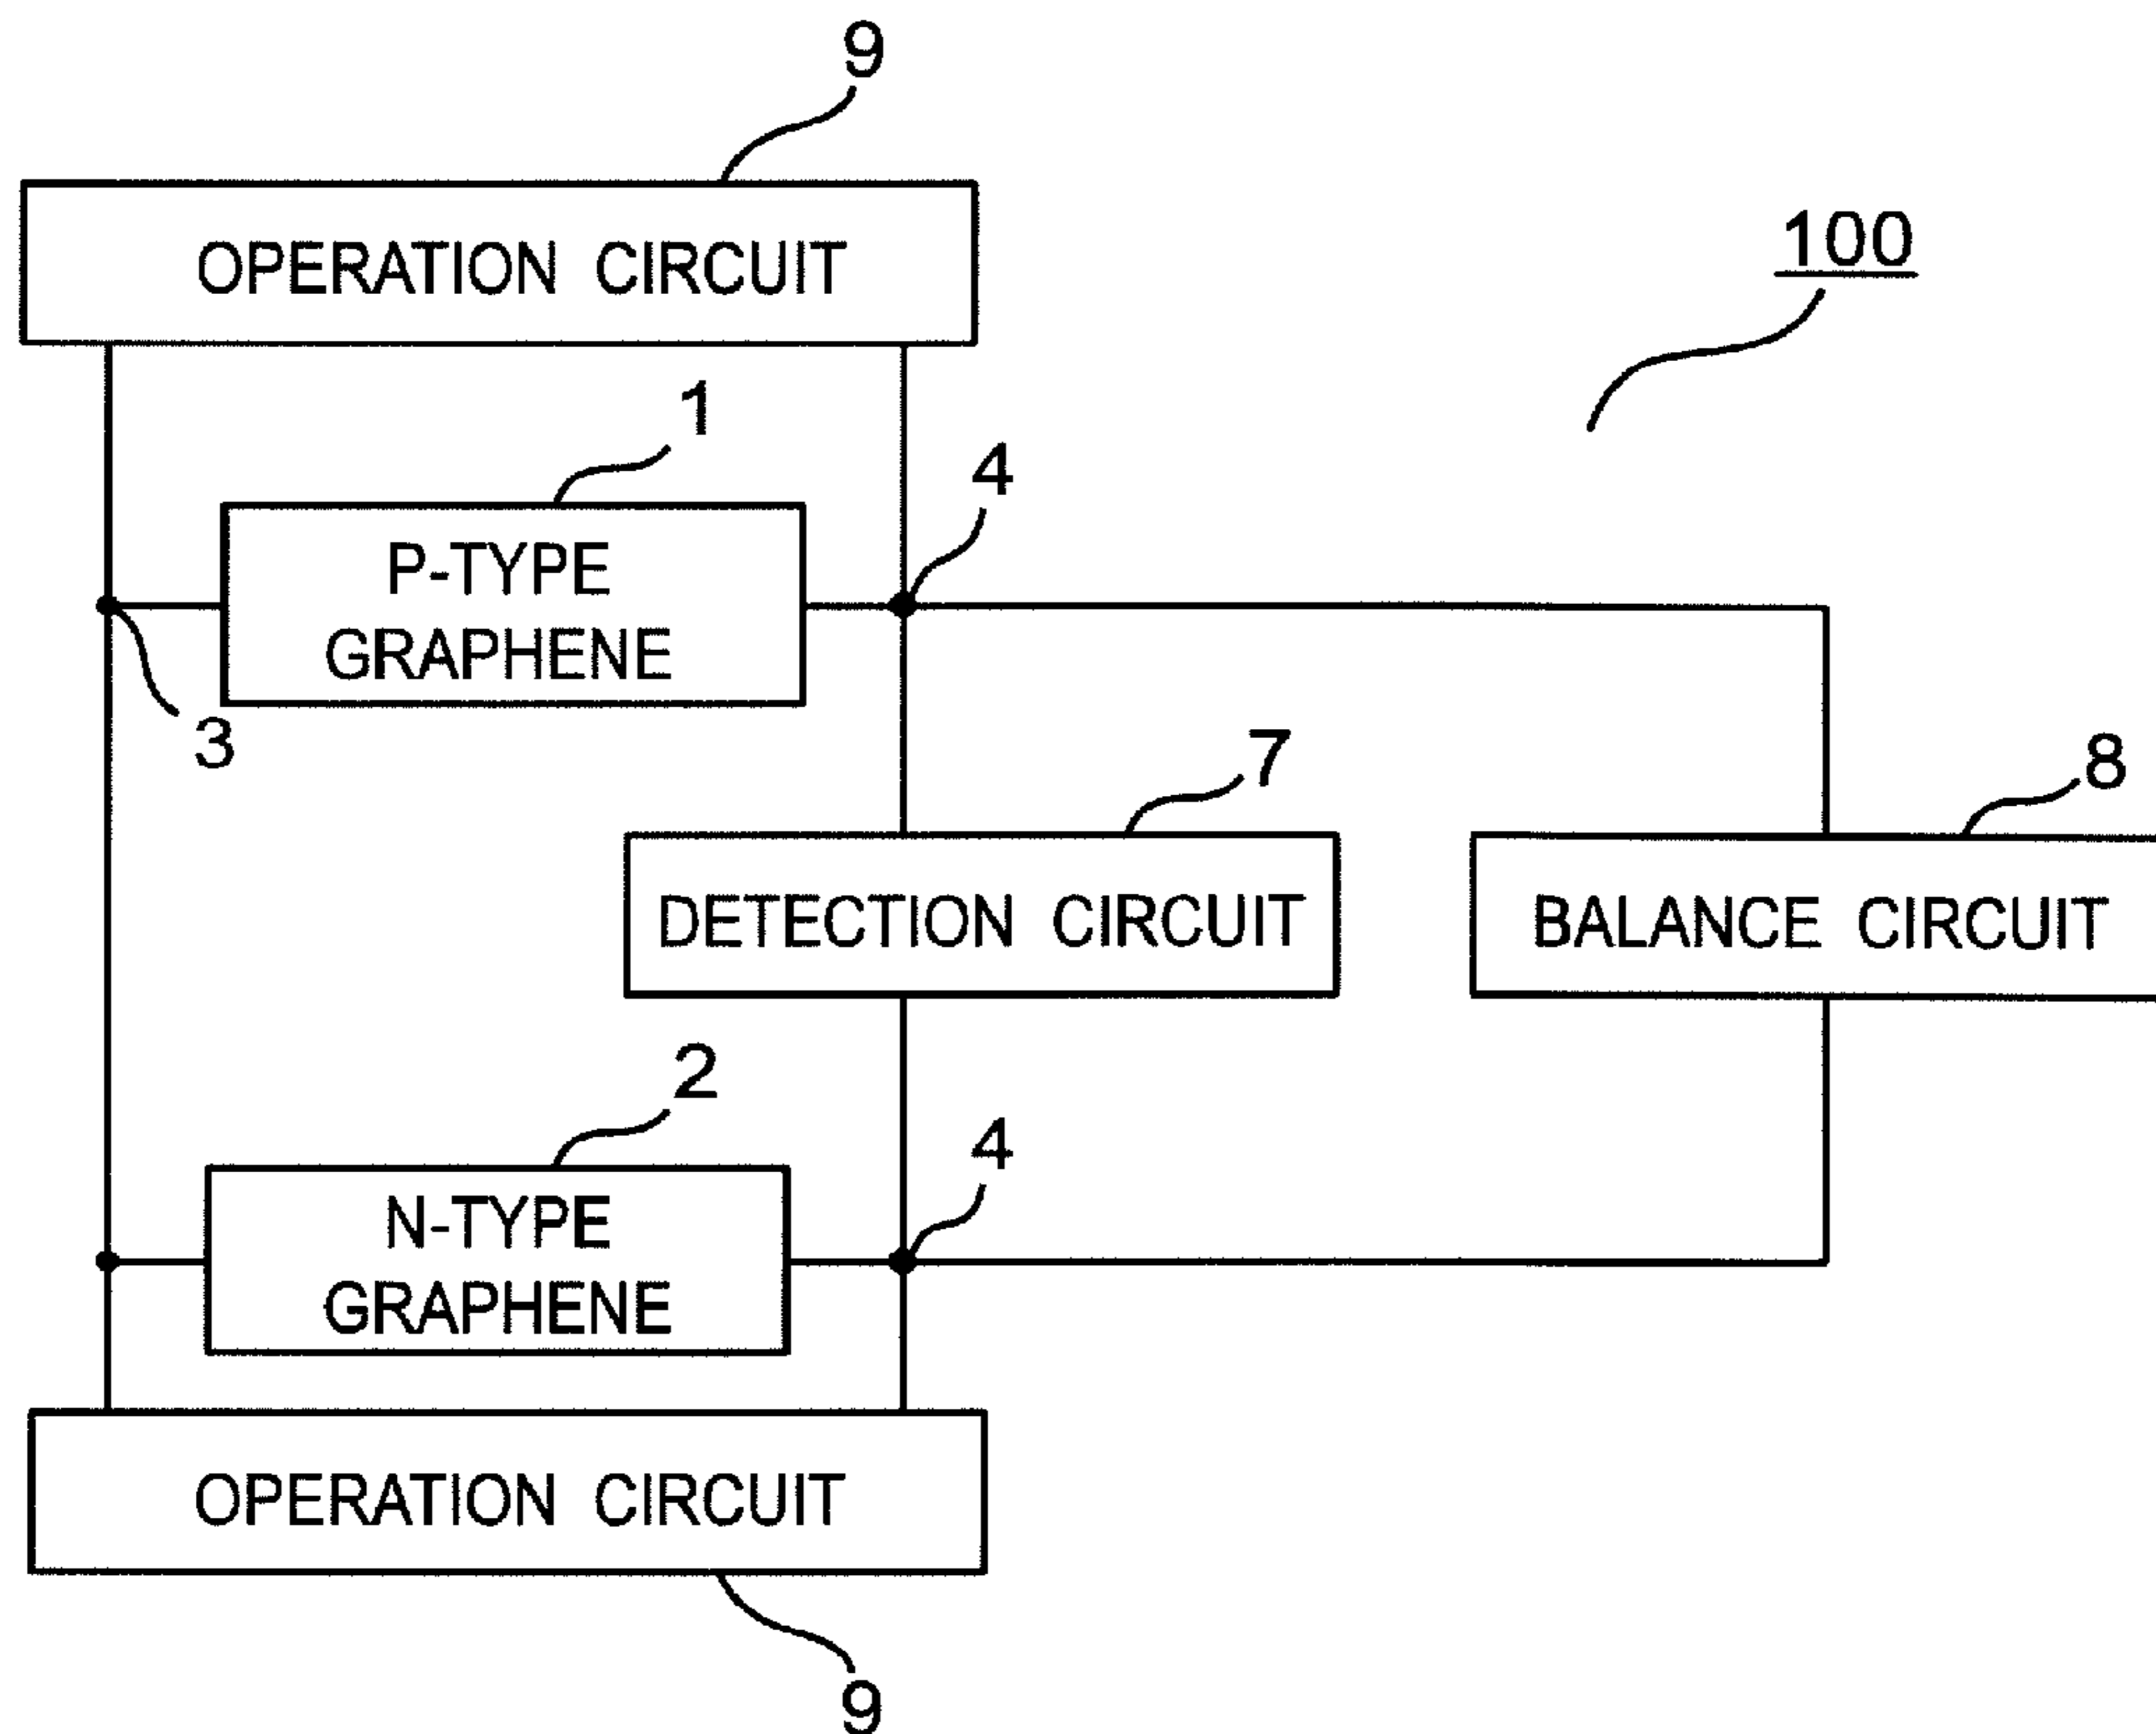 9
OPERATION CIRCUIT
100
1
4
P-TYPE
GRAPHENE
3
7
8
DETECTION CIRCUIT
BALANCE CIRCUIT
2
4
N-TYPE
GRAPHENE
OPERATION CIRCUIT
9